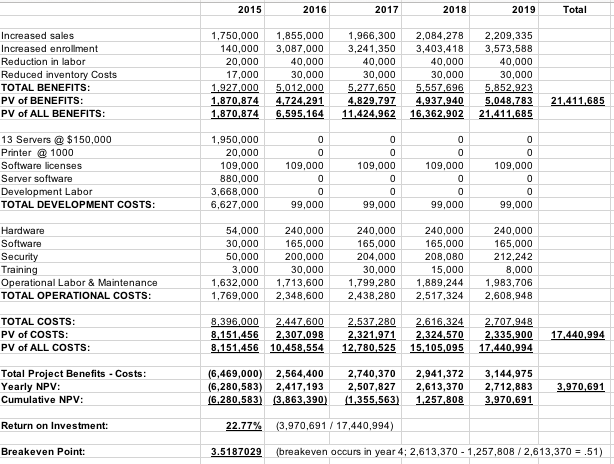 2015 2016 2017 2018 2019 Total
Increased sales 1,750,000 1,855,000 1,966,300 2,084,278 2,209,335
Increased enrollment 140,000 3,087,000 3,241,350 3,403,418 3,573,588
Reduction in labor 20,000 40,000 40,000 40,000 40,000
Reduced inventory Costs 17,000 30,000 30,000 30,000 30,000
TOTAL BENEFITS: 1,927,000 5,012,000 5,277,650 5,557,696 5,852,923
PV of BENEFITS: 1,870,874 4,724,291 4,829,797 4,937,940 5,048,783 21,411,685
PV of ALL BENEFITS: 1,870,874 6,595,164 11,424,962 16,362,902 21,411,685
13 Servers @ $150,000 1,950,000 0 0 0 0
Printer @ 1000 20,000 0 0 0 0
Software licenses 109,000 109,000 109,000 109,000 109,000
Server software 880,000 0 0 0 0
Development Labor 3,668,000 0 0 0 0
TOTAL DEVELOPMENT COSTS: 6,627,000 99,000 99,000 99,000 99,000
Hardware 54,000 240,000 240,000 240,000 240,000
Software 30,000 165,000 165,000 165,000 165,000
Security 50,000 200,000 204,000 208,080 212,242
Training 3,000 30,000 30,000 15,000 8,000
Operational Labor & Maintenance 1,632,000 1,713,600 1,799,280 1,889,244 1,983,706
TOTAL OPERATIONAL COSTS: 1,769,000 2,348,600 2,438,280 2,517,324 2,608,948
TOTAL COSTS: 8,396,000 2,447,600 2,537,280 2,616,324 2,707,948
PV of COSTS: 8,151,456 2,307,098 2,321,971 2,324,570 2,335,900 17,440,994
PV of ALL COSTS: 8,151,456 10,458,554 12,780,525 15,105,095 17,440,994
Total Project Benefits - Costs: (6,469,000) 2,564,400 2,740,370 2,941,372 3,144,975
Yearly NPV: (6,280,583) 2,417,193 2,507,827 2,613,370 2,712,883 3,970,691
Cumulative NPV: (6,280,583) (3,863,390) (1,355,563) 1,257,808 3,970,691
Return on Investment: 22.77% (3,970,691 / 17,440,994)
Breakeven Point: 3.5187029 (breakeven occurs in year 4; 2,613,370 - 1,257,808 / 2,613,370 = .51)